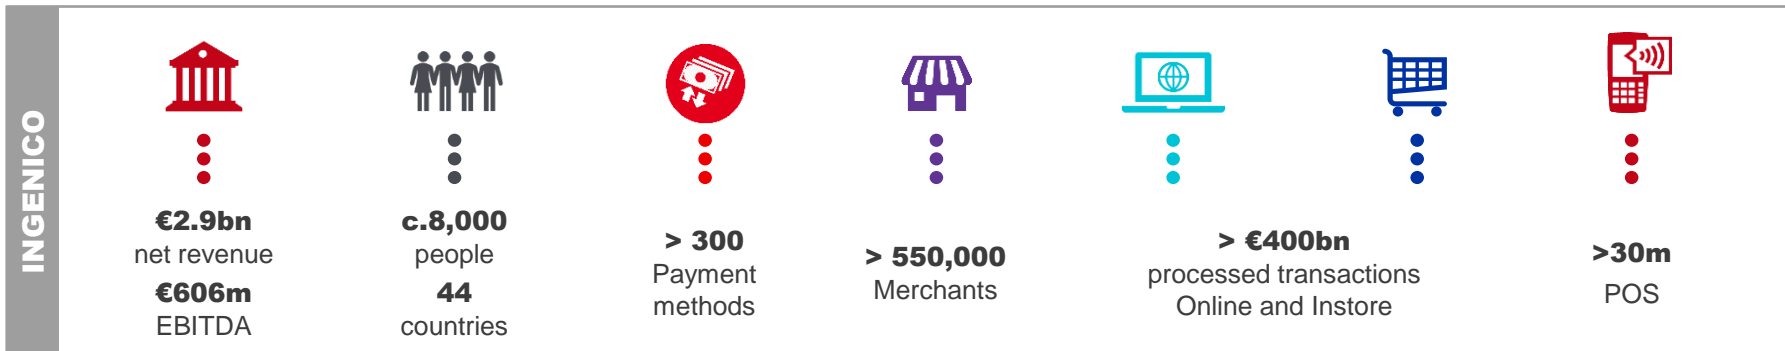 INGENICO
€2.9bn
net revenue
€606m
EBITDA
c.8,000
people
44
countries
> 300
Payment
methods
> 550,000
Merchants
> €400bn
processed transactions
Online and Instore
>30m
POS